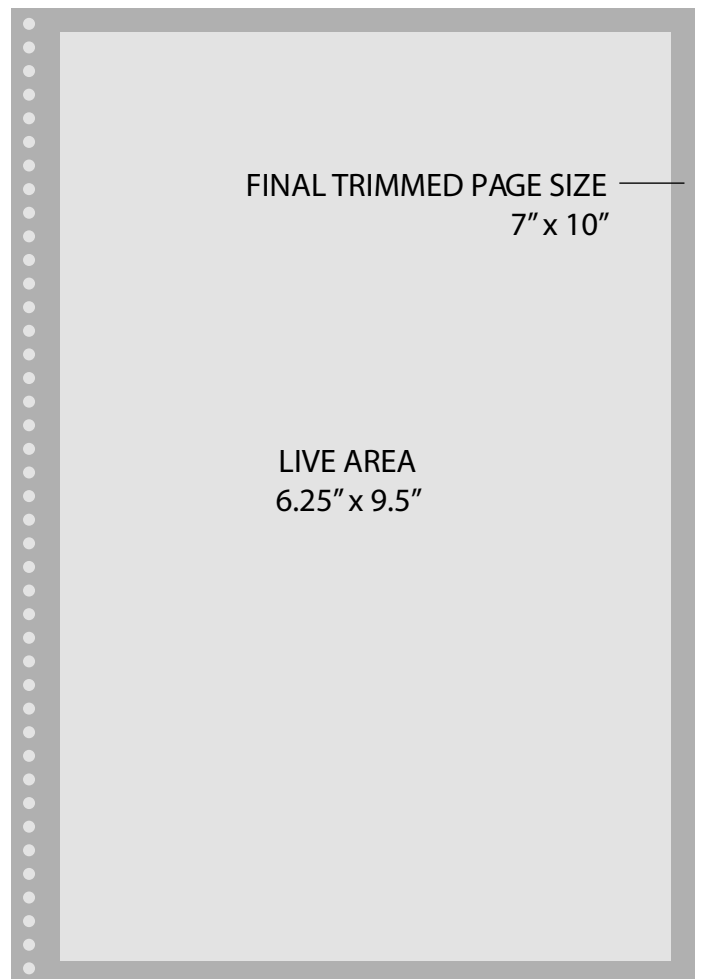 FINAL TRIMMED PAGE SIZE
7” x 10”
LIVE AREA
6.25” x 9.5”